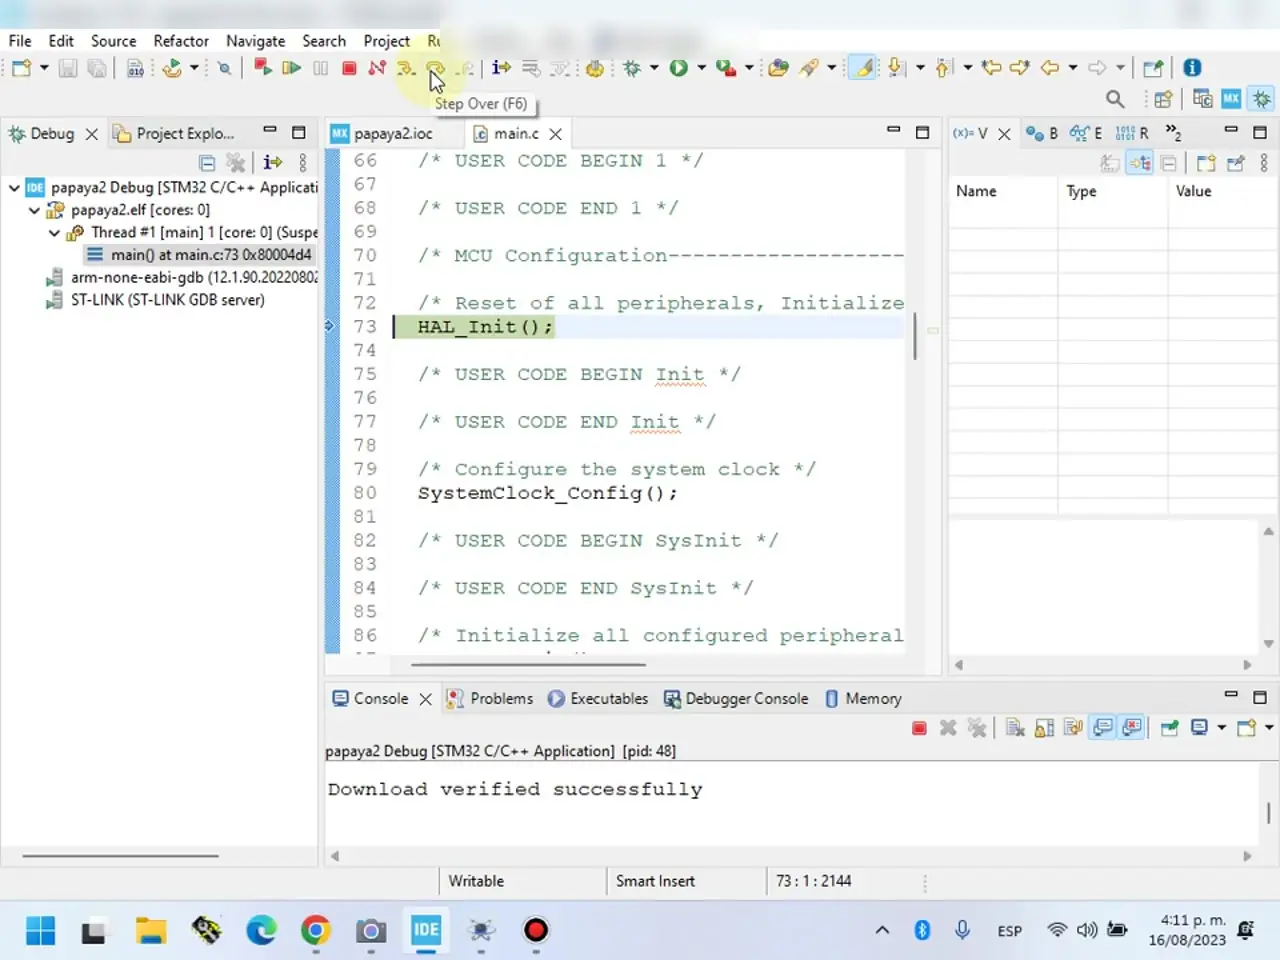 File Edit Source Refactor Navigate Search Project Ru
Step Over (F6)
MX
Debug
Project Explo...
papaya2.ioc
main.c
(x)= V
B
E
R
»2
IDE papaya2 Debug [STM32 C/C++ Applicati
papaya2.elf [cores: 0]
Thread #1 [main] 1 [core: 0] (Suspe
main() at main.c:73 0x80004d4
arm-none-eabi-gdb (12.1.90.20220802
ST-LINK (ST-LINK GDB server)
66 /* USER CODE BEGIN 1 */
67
68 /* USER CODE END 1 */
69
70 /* MCU Configuration-------------------
71
72 /* Reset of all peripherals, Initialize
73 HAL_Init();
74
75 /* USER CODE BEGIN Init */
76
77 /* USER CODE END Init */
78
79 /* Configure the system clock */
80 SystemClock_Config();
81
82 /* USER CODE BEGIN SysInit */
83
84 /* USER CODE END SysInit */
85
86 /* Initialize all configured peripheral
Name Type Value
Console
Problems
Executables
Debugger Console
Memory
papaya2 Debug [STM32 C/C++ Application] [pid: 48]
Download verified successfully
Writable
Smart Insert
73 : 1 : 2144
IDE
ESP
4:11 p. m.
16/08/2023